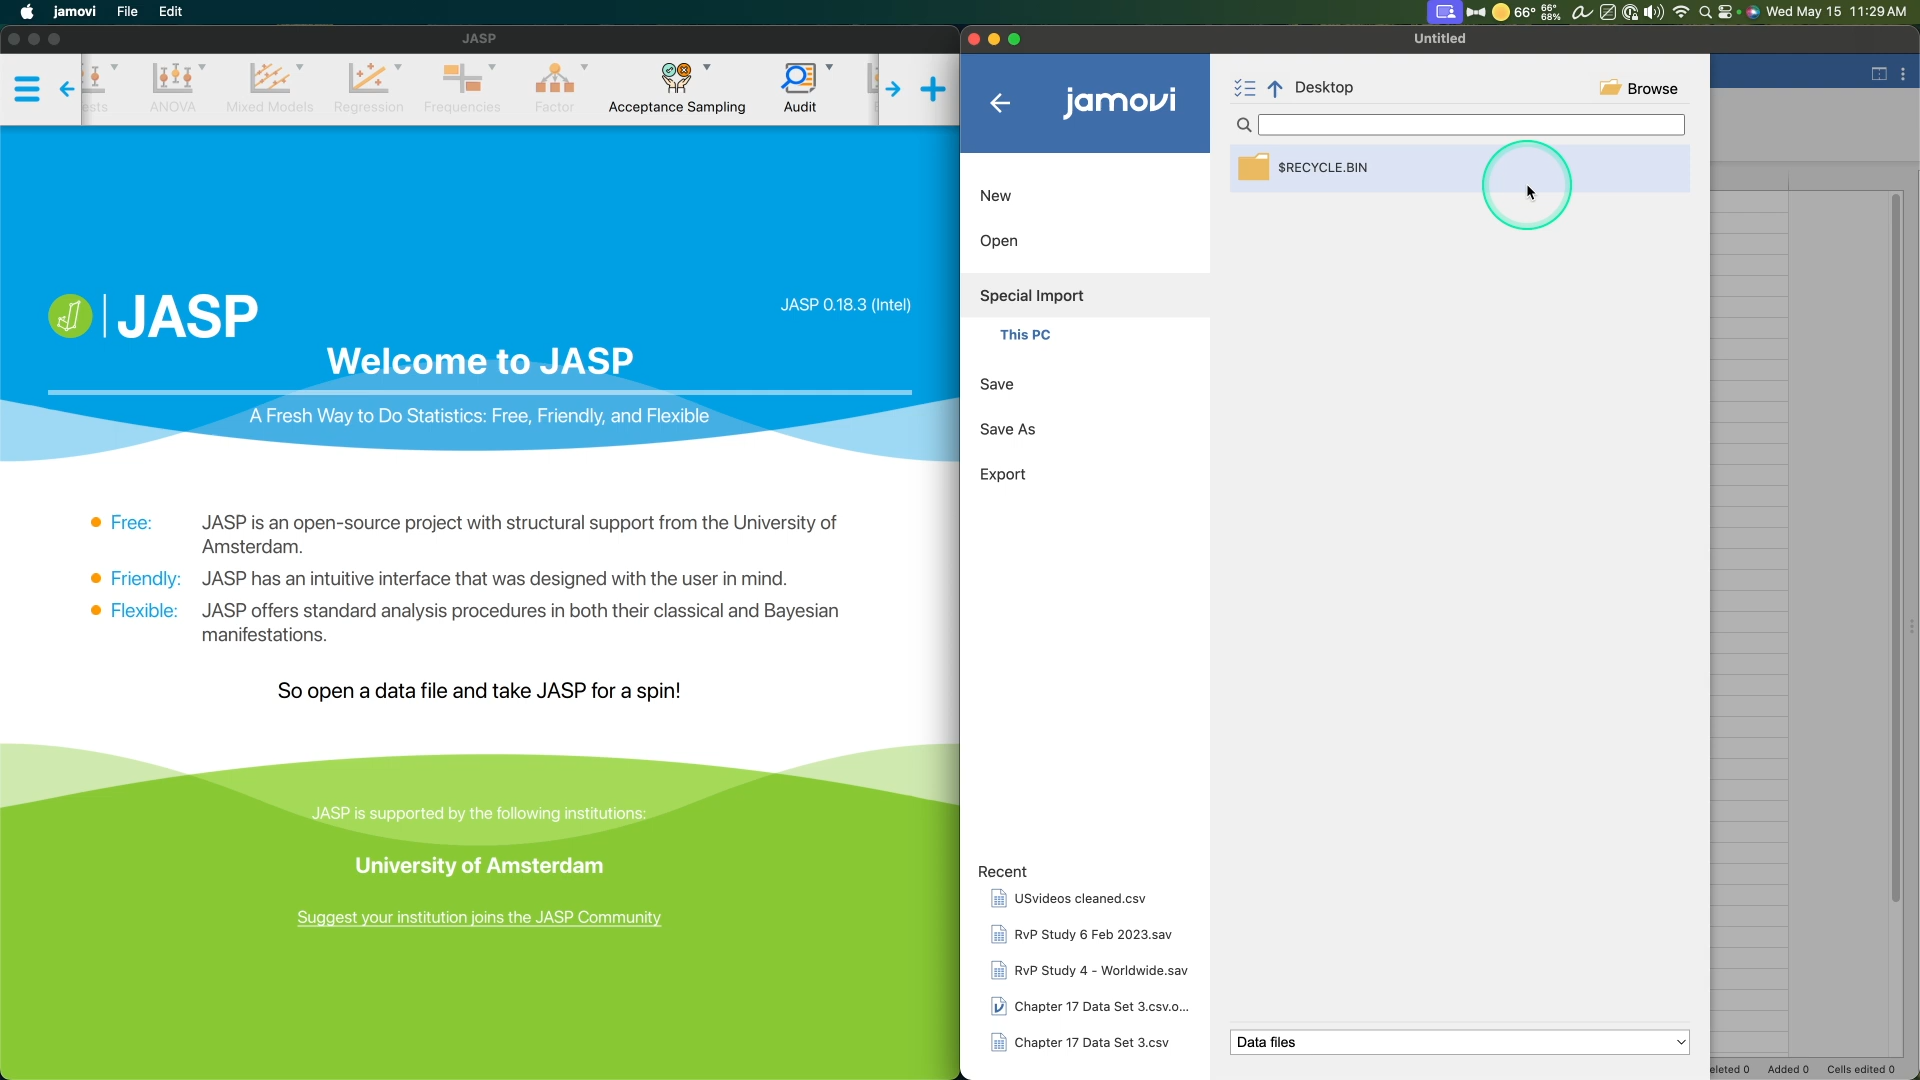 jamovi File Edit
66° 66° 68% Wed May 15 11:29 AM
JASP
ests ANOVA Mixed Models Regression Frequencies Factor Acceptance Sampling Audit
JASP
JASP 0.18.3 (Intel)
Welcome to JASP
A Fresh Way to Do Statistics: Free, Friendly, and Flexible
Free: JASP is an open-source project with structural support from the University of
Amsterdam.
Friendly: JASP has an intuitive interface that was designed with the user in mind.
Flexible: JASP offers standard analysis procedures in both their classical and Bayesian
manifestations.
So open a data file and take JASP for a spin!
JASP is supported by the following institutions:
University of Amsterdam
Suggest your institution joins the JASP Community
Untitled
jamovi
New
Open
Special Import
This PC
Save
Save As
Export
Recent
USvideos cleaned.csv
RvP Study 6 Feb 2023.sav
RvP Study 4 - Worldwide.sav
Chapter 17 Data Set 3.csv.o...
Chapter 17 Data Set 3.csv
Desktop
Browse
$RECYCLE.BIN
Data files
eleted 0 Added 0 Cells edited 0